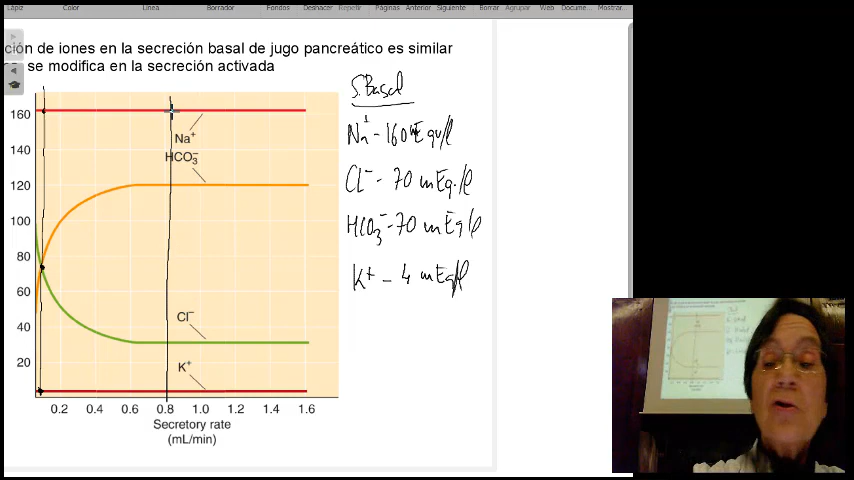 Lápiz Color Línea Borrador Fondos Deshacer Repetir Páginas Anterior Siguiente Borrar Agrupar Web Docume... Mostrar...
ción de iones en la secreción basal de jugo pancreático es similar
se modifica en la secreción activada
S. Basal
160
Na+
Na+ - 160 mEqu/l
140
HCO3-
120
Cl- - 70 mEq./l
100
HCO3- - 70 mEq/l
80
K+ - 4 mEq/l
60
40
Cl-
20
K+
0.2 0.4 0.6 0.8 1.0 1.2 1.4 1.6
Secretory rate
(mL/min)